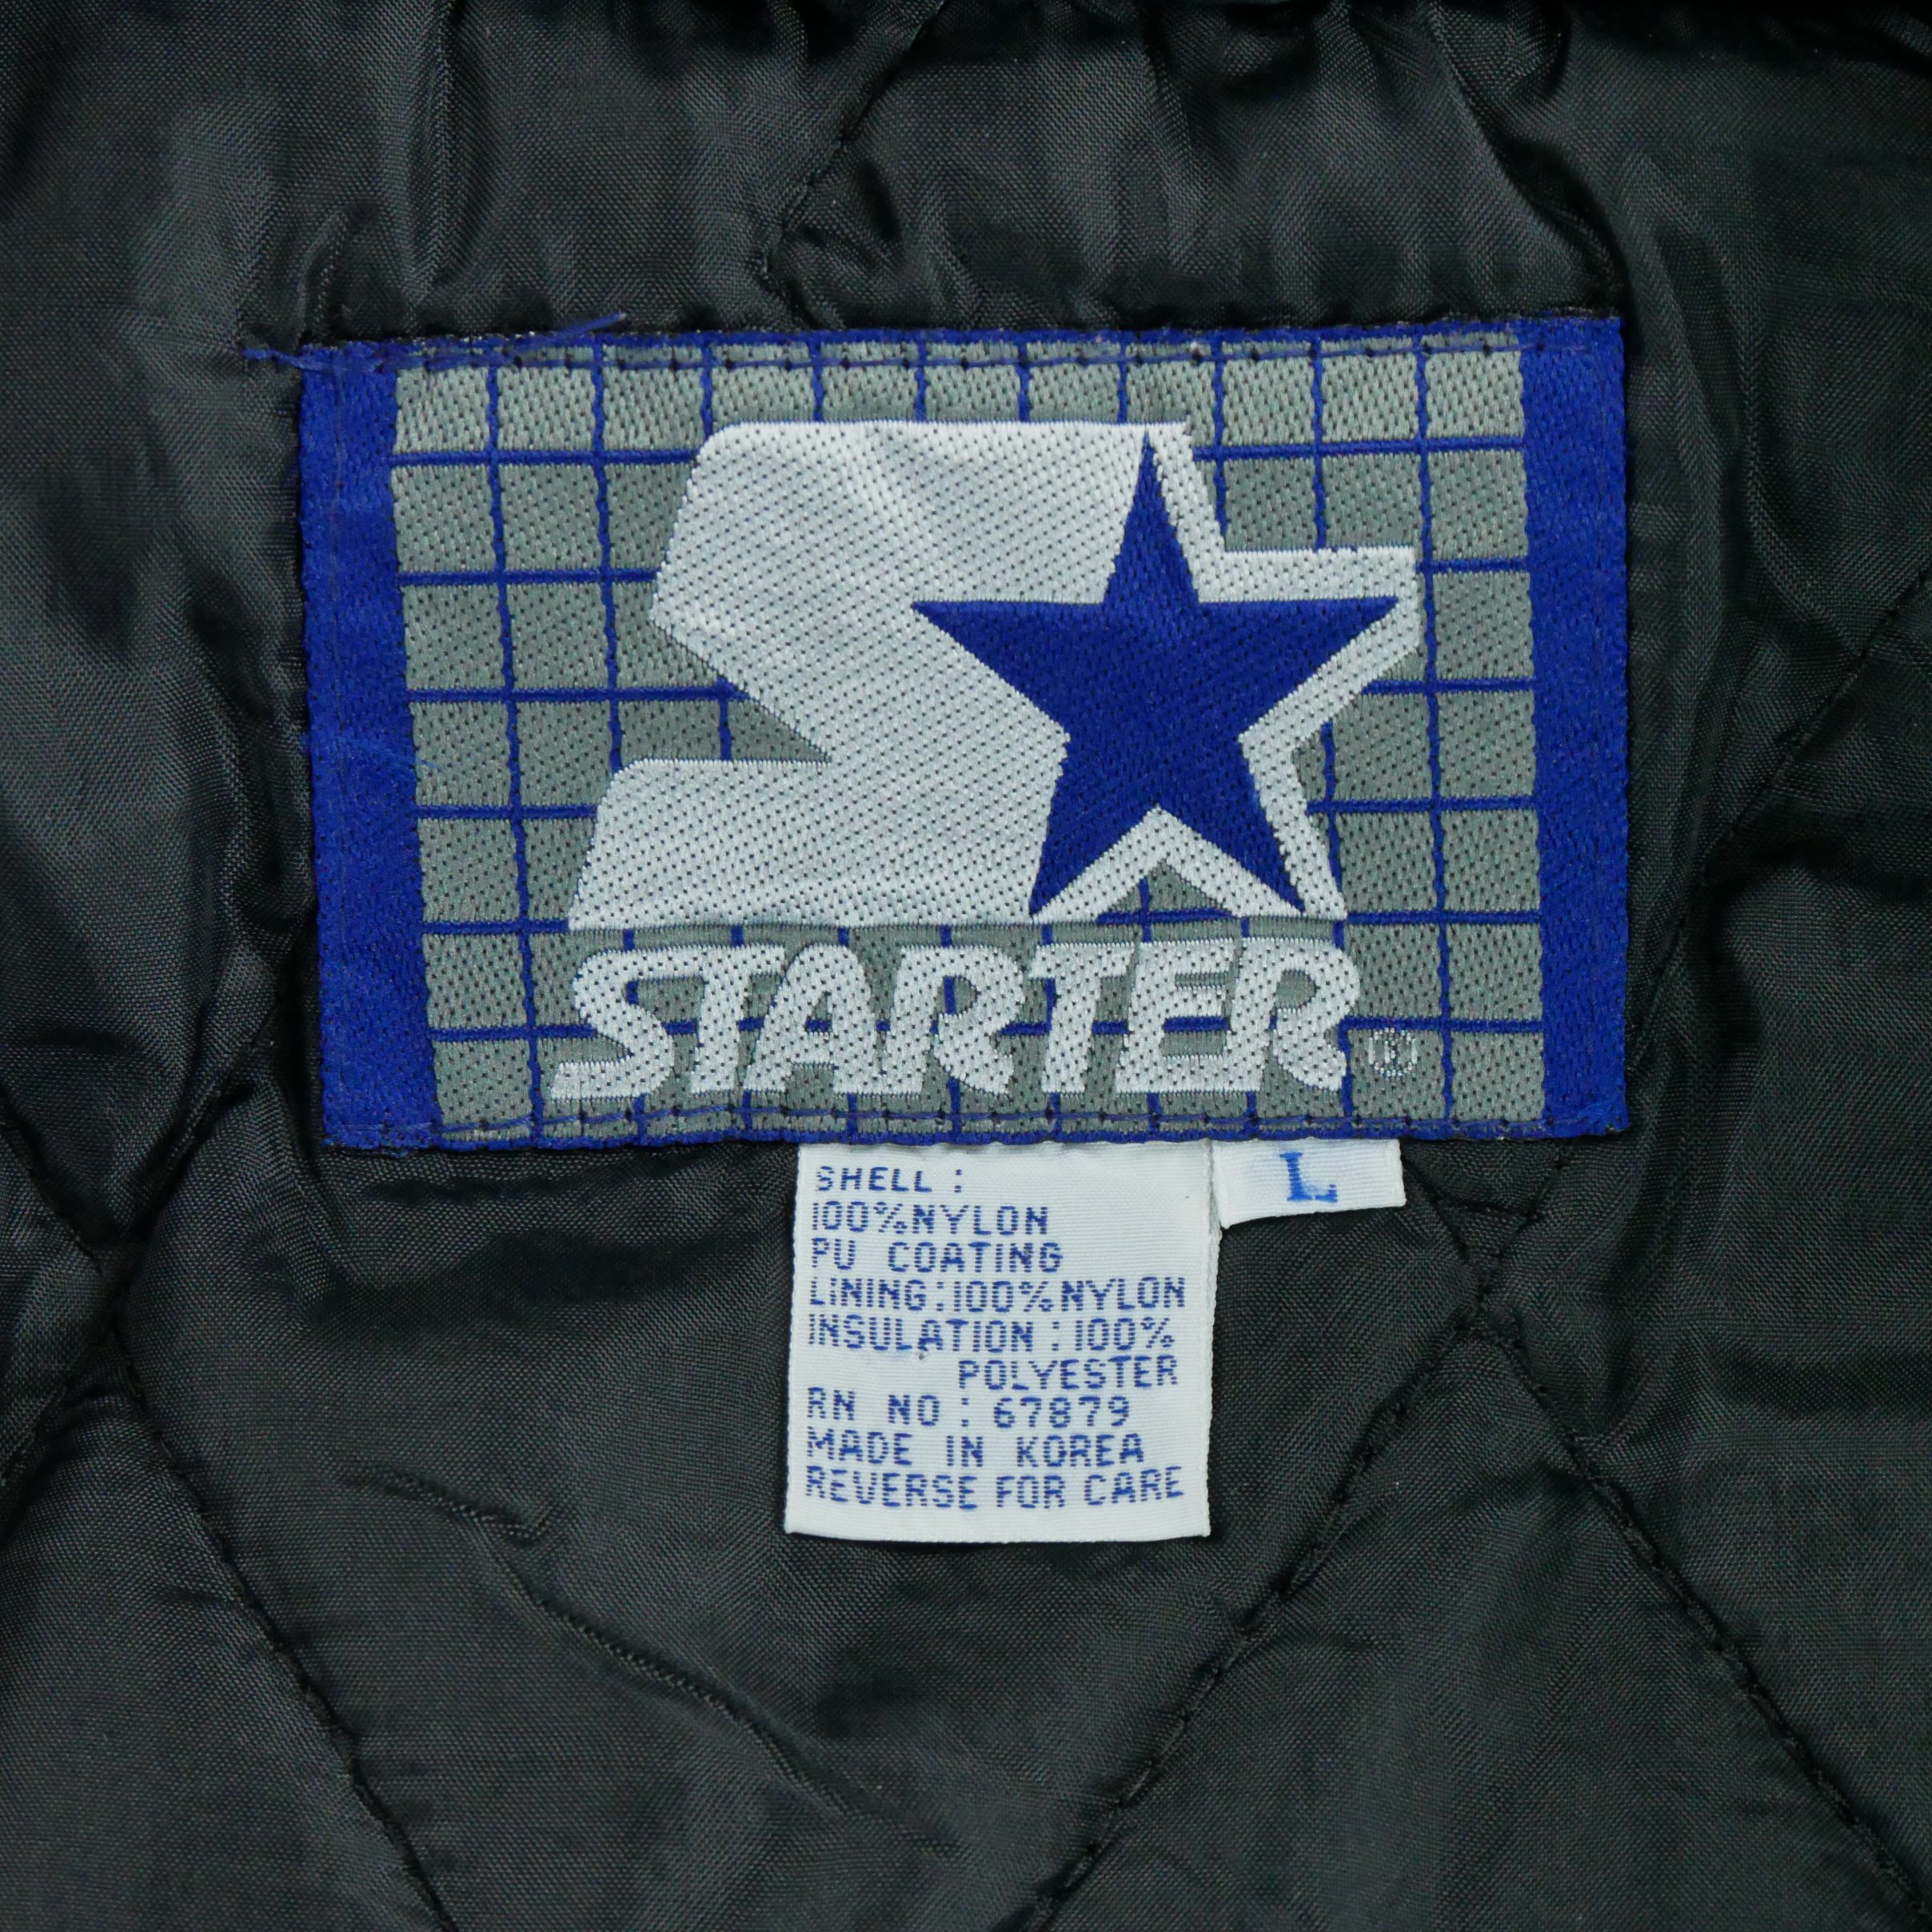 STARTER®
L
SHELL :
100%NYLON
PU COATING
LINING:100%NYLON
INSULATION : 100%
POLYESTER
RN NO : 67879
MADE IN KOREA
REVERSE FOR CARE